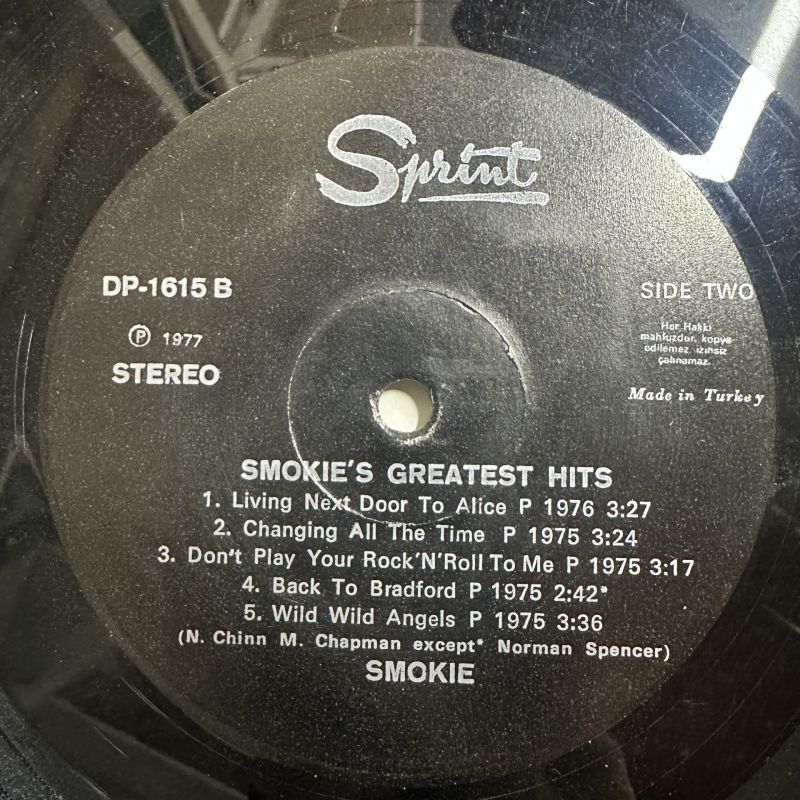 Sprint
DP-1615 B
Ⓟ 1977
STEREO
SIDE TWO
Her Hakkı
mahfuzdur. kopya
edilemez izinsiz
çalınamaz.
Made in Turkey
SMOKIE'S GREATEST HITS
1. Living Next Door To Alice P 1976 3:27
2. Changing All The Time P 1975 3:24
3. Don't Play Your Rock'N'Roll To Me P 1975 3:17
4. Back To Bradford P 1975 2:42*
5. Wild Wild Angels P 1975 3:36
(N. Chinn M. Chapman except* Norman Spencer)
SMOKIE